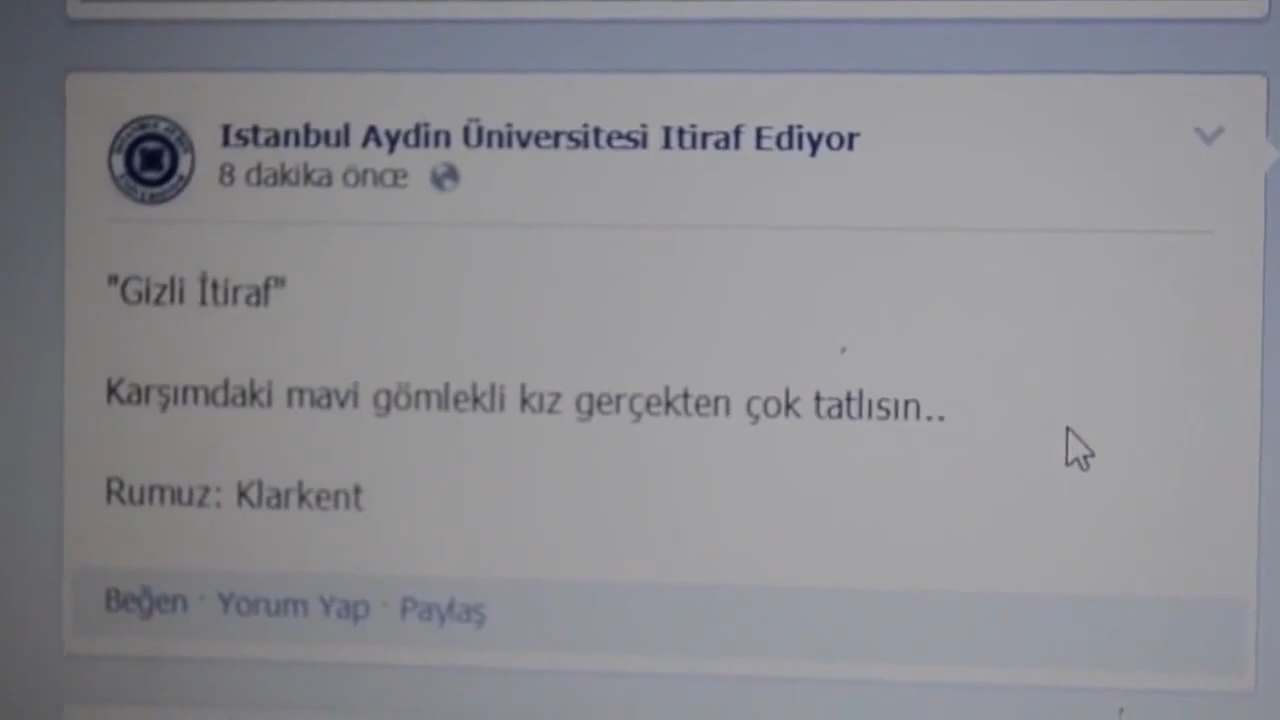 Istanbul Aydin Üniversitesi Itiraf Ediyor
8 dakika önce
"Gizli İtiraf"
Karşımdaki mavi gömlekli kız gerçekten çok tatlısın..
Rumuz: Klarkent
Beğen · Yorum Yap · Paylaş